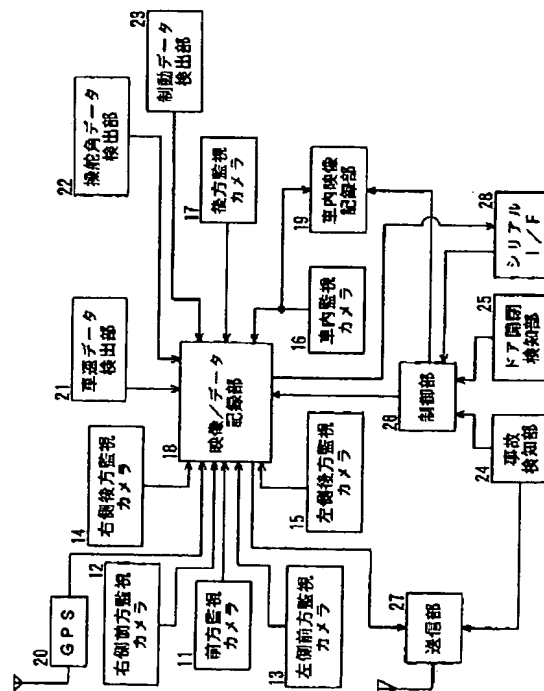 20
GPS
12
右側前方監視
カメラ
11
前方監視
カメラ
13
左側前方監視
カメラ
27
送信部
14
右側後方監視
カメラ
21
車速データ
検出部
22
操舵角データ
検出部
23
制動データ
検出部
18
映像/データ
記録部
17
後方監視
カメラ
15
左側後方監視
カメラ
16
車内監視
カメラ
19
車内映像
記録部
26
制御部
24
事故
検知部
25
ドア開閉
検知部
28
シリアル
I/F